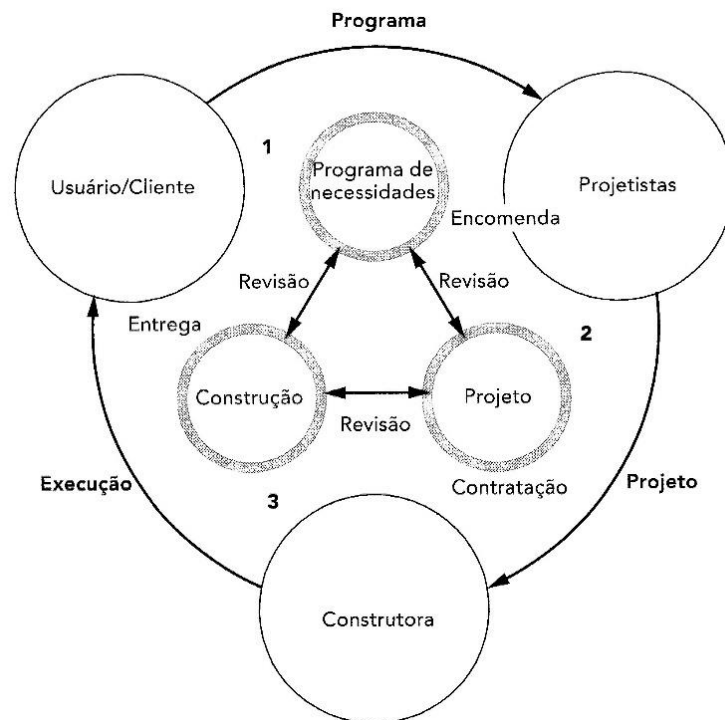 Programa
1
Usuário/Cliente
Programa de
necessidades
Projetistas
Encomenda
Revisão
Revisão
Entrega
2
Construção
Projeto
Revisão
Execução
3
Contratação
Projeto
Construtora